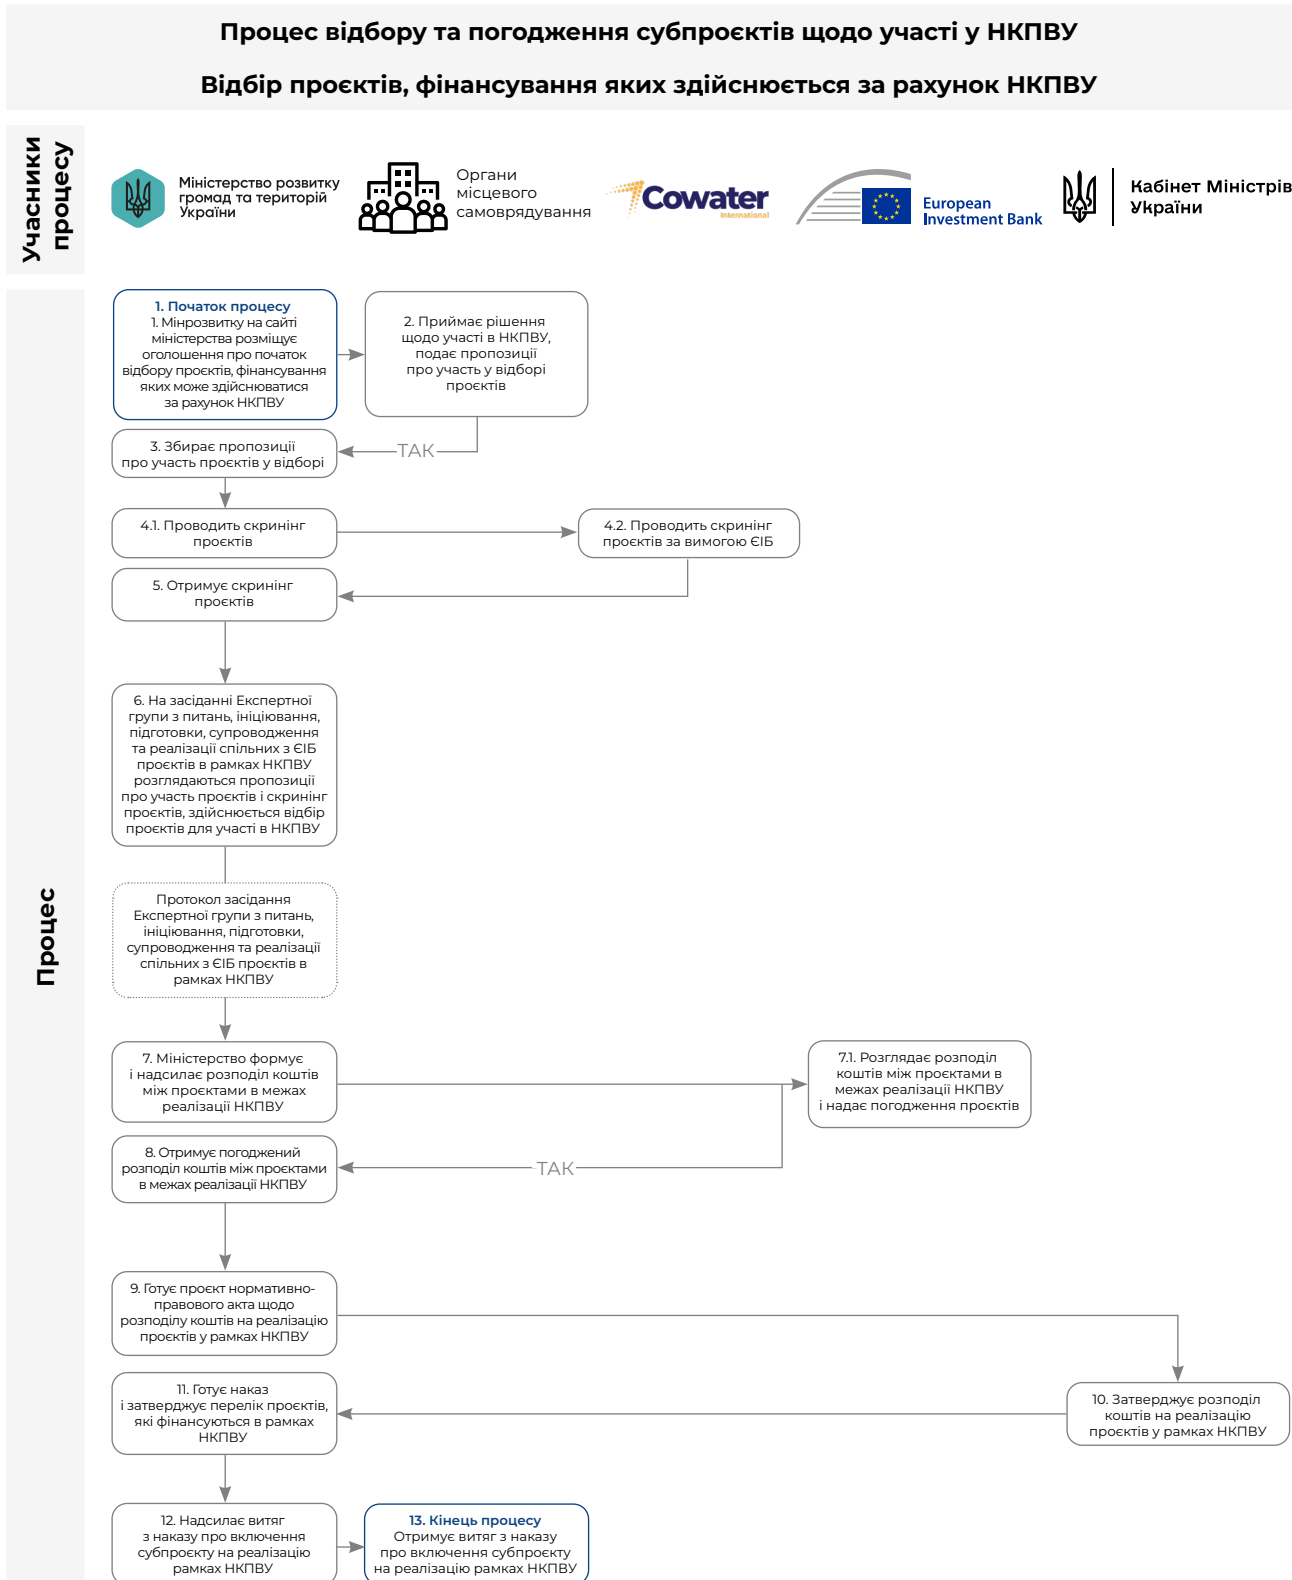 Процес відбору та погодження субпроєктів щодо участі у НКПВУ
Відбір проєктів, фінансування яких здійснюється за рахунок НКПВУ
Учасники
процесу
Міністерство розвитку
громад та територій
України
Органи
місцевого
самоврядування
Cowater
International
European
Investment Bank
Кабінет Міністрів
України
Процес
1. Початок процесу
1. Мінрозвитку на сайті
міністерства розміщує
оголошення про початок
відбору проєктів, фінансування
яких може здійснюватися
за рахунок НКПВУ
2. Приймає рішення
щодо участі в НКПВУ,
подає пропозиції
про участь у відборі
проєктів
ТАК
3. Збирає пропозиції
про участь проєктів у відборі
4.1. Проводить скринінг
проєктів
4.2. Проводить скринінг
проєктів за вимогою ЄІБ
5. Отримує скринінг
проєктів
6. На засіданні Експертної
групи з питань, ініціювання,
підготовки, супроводження
та реалізації спільних з ЄІБ
проєктів в рамках НКПВУ
розглядаються пропозиції
про участь проєктів і скринінг
проєктів, здійснюється відбір
проєктів для участі в НКПВУ
Протокол засідання
Експертної групи з питань,
ініціювання, підготовки,
супроводження та реалізації
спільних з ЄІБ проєктів в
рамках НКПВУ
7. Міністерство формує
і надсилає розподіл коштів
між проєктами в межах
реалізації НКПВУ
7.1. Розглядає розподіл
коштів між проєктами в
межах реалізації НКПВУ
і надає погодження проєктів
8. Отримує погоджений
розподіл коштів між проєктами
в межах реалізації НКПВУ
ТАК
9. Готує проєкт нормативно-
правового акта щодо
розподілу коштів на реалізацію
проєктів у рамках НКПВУ
10. Затверджує розподіл
коштів на реалізацію
проєктів у рамках НКПВУ
11. Готує наказ
і затверджує перелік проєктів,
які фінансуються в рамках
НКПВУ
12. Надсилає витяг
з наказу про включення
субпроєкту на реалізацію
рамках НКПВУ
13. Кінець процесу
Отримує витяг з наказу
про включення субпроєкту
на реалізацію рамках НКПВУ